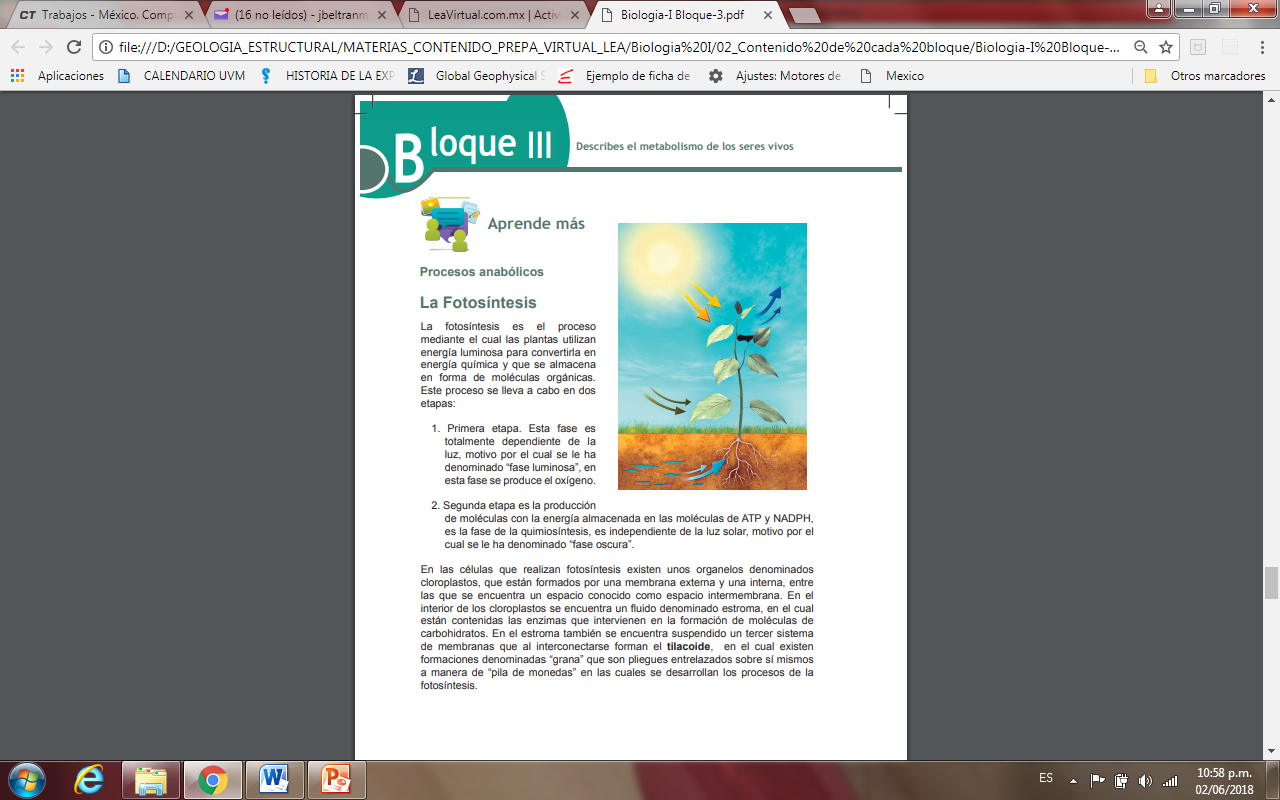 CT Trabajos - México. Comp
(16 no leídos) - jbeltranm
LeaVirtual.com.mx | Activ
Biologia-I Bloque-3.pdf
file:///D:/GEOLOGIA_ESTRUCTURAL/MATERIAS_CONTENIDO_PREPA_VIRTUAL_LEA/Biologia%20I/02_Contenido%20de%20cada%20bloque/Biologia-I%20Bloque-...
Aplicaciones
CALENDARIO UVM
HISTORIA DE LA EXP
Global Geophysical S
Ejemplo de ficha de
Ajustes: Motores de
Mexico
Otros marcadores
Bloque III
Describes el metabolismo de los seres vivos
Aprende más
Procesos anabólicos
La Fotosíntesis
La fotosíntesis es el proceso
mediante el cual las plantas utilizan
energía luminosa para convertirla en
energía química y que se almacena
en forma de moléculas orgánicas.
Este proceso se lleva a cabo en dos
etapas:
1. Primera etapa. Esta fase es
totalmente dependiente de la
luz, motivo por el cual se le ha
denominado “fase luminosa”, en
esta fase se produce el oxígeno.
2. Segunda etapa es la producción
de moléculas con la energía almacenada en las moléculas de ATP y NADPH,
es la fase de la quimiosíntesis, es independiente de la luz solar, motivo por el
cual se le ha denominado “fase oscura”.
En las células que realizan fotosíntesis existen unos organelos denominados
cloroplastos, que están formados por una membrana externa y una interna, entre
las que se encuentra un espacio conocido como espacio intermembrana. En el
interior de los cloroplastos se encuentra un fluido denominado estroma, en el cual
están contenidas las enzimas que intervienen en la formación de moléculas de
carbohidratos. En el estroma también se encuentra suspendido un tercer sistema
de membranas que al interconectarse forman el tilacoide, en el cual existen
formaciones denominadas “grana” que son pliegues entrelazados sobre sí mismos
a manera de “pila de monedas” en las cuales se desarrollan los procesos de la
fotosíntesis.
ES
10:58 p.m.
02/06/2018